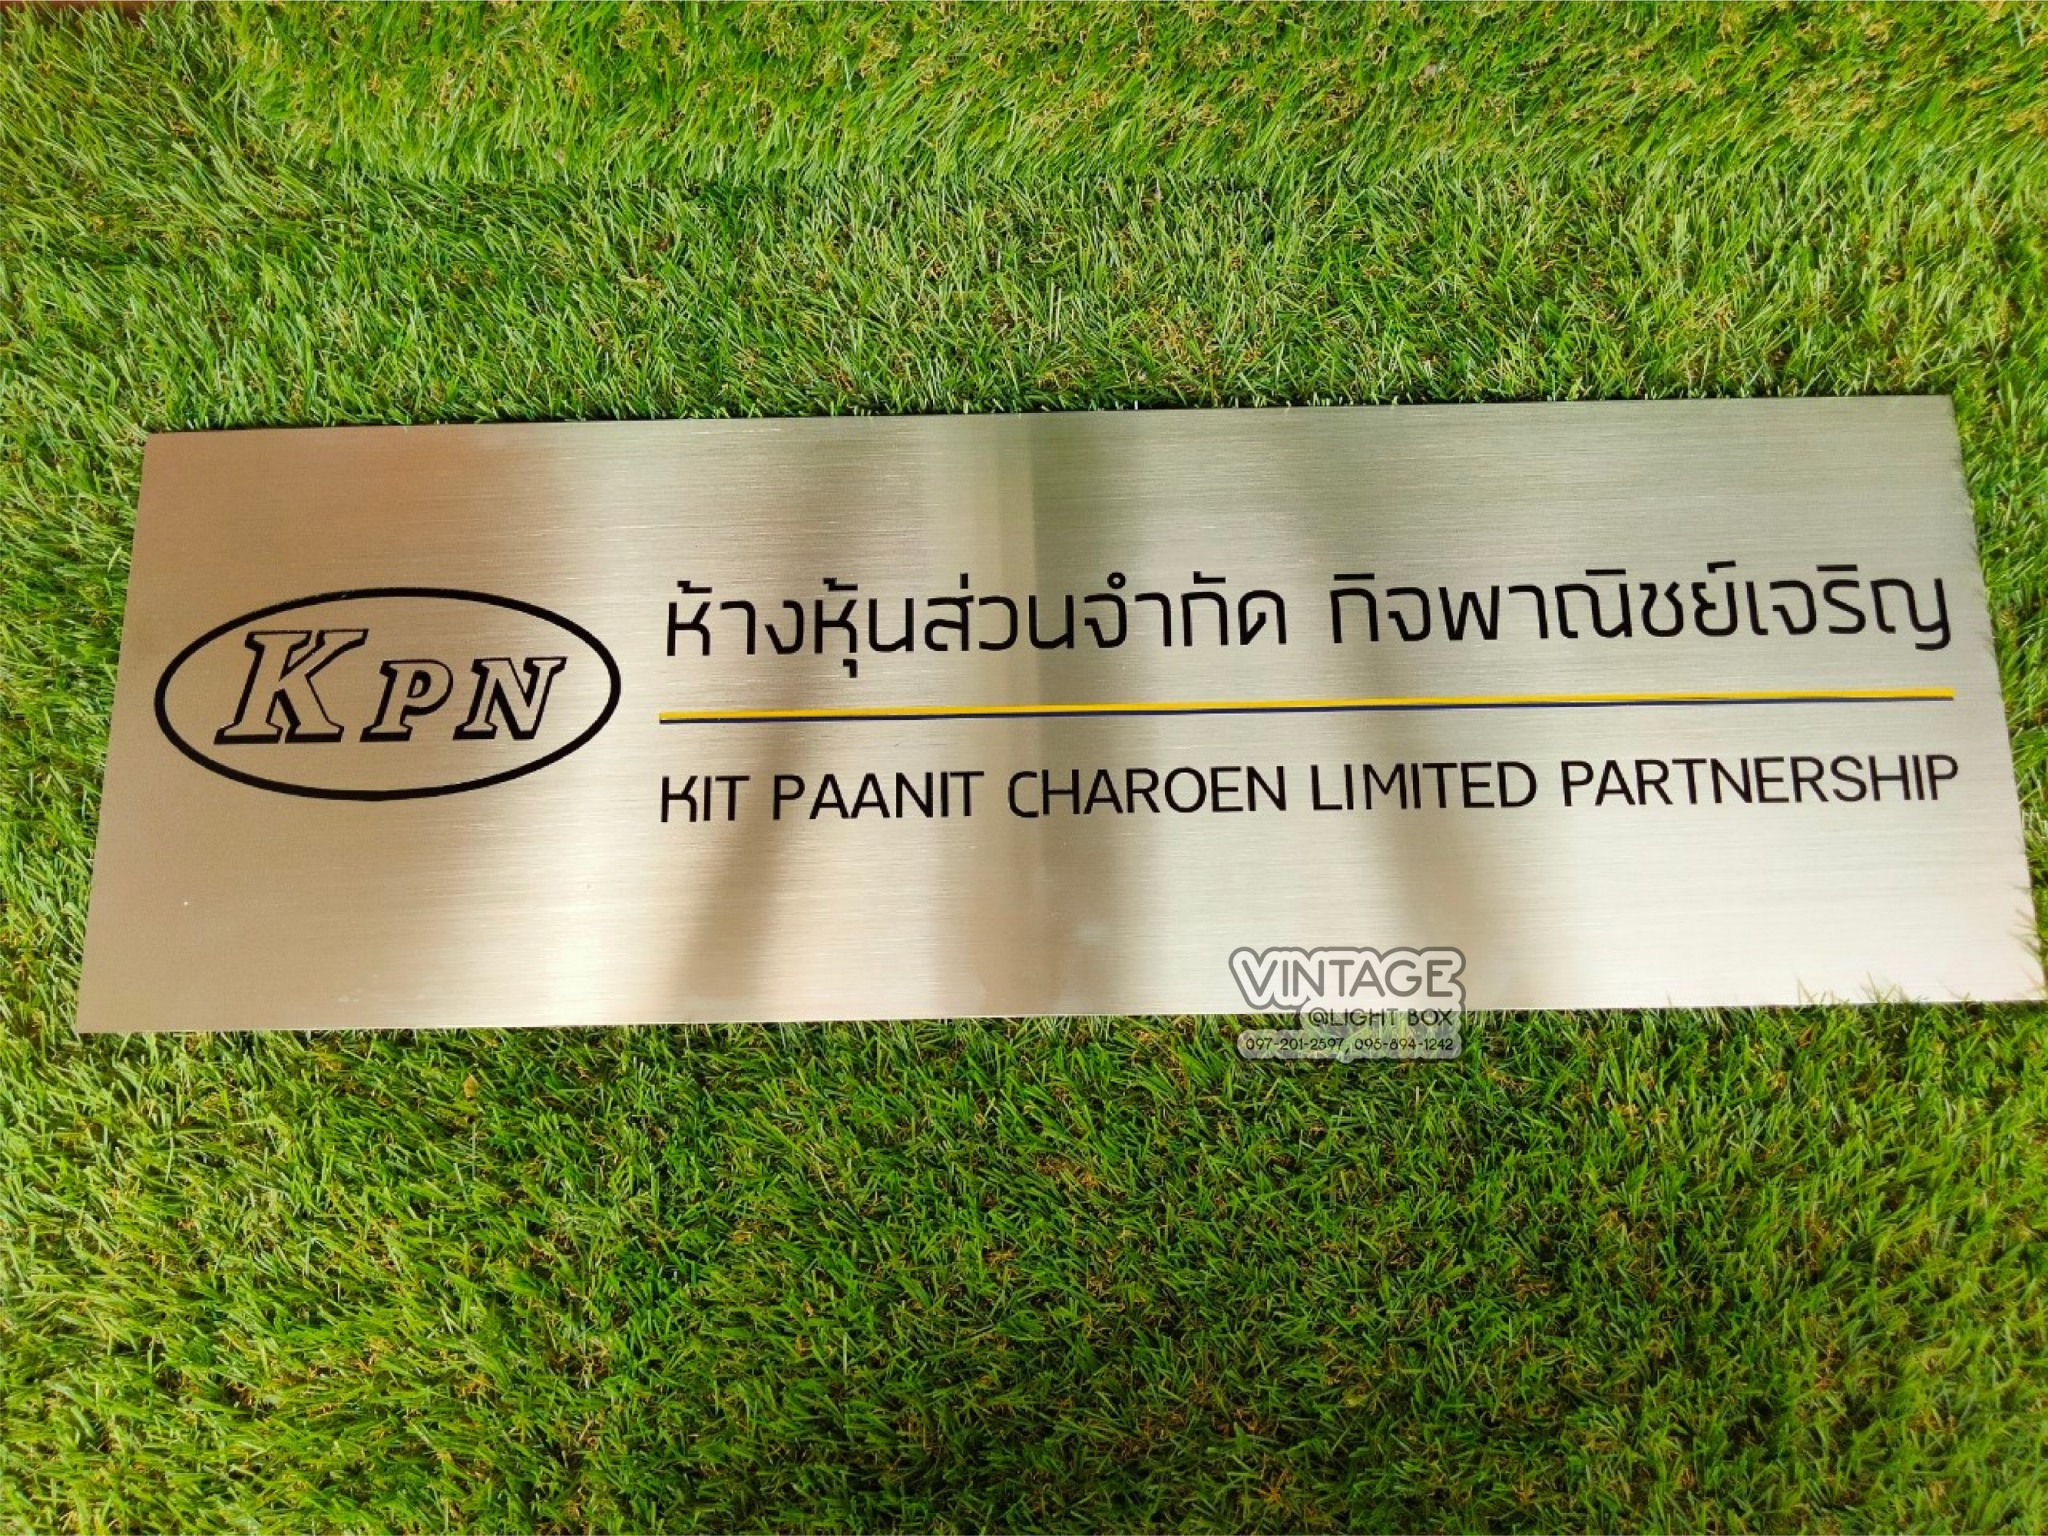 KPN
ห้างหุ้นส่วนจำกัด กิจพาณิชย์เจริญ
KIT PAANIT CHAROEN LIMITED PARTNERSHIP
VINTAGE
@LIGHT BOX
097-201-2597, 095-894-1242